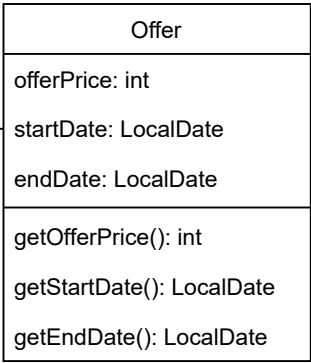 Offer
offerPrice: int
startDate: LocalDate
endDate: LocalDate
getOfferPrice(): int
getStartDate(): LocalDate
getEndDate(): LocalDate